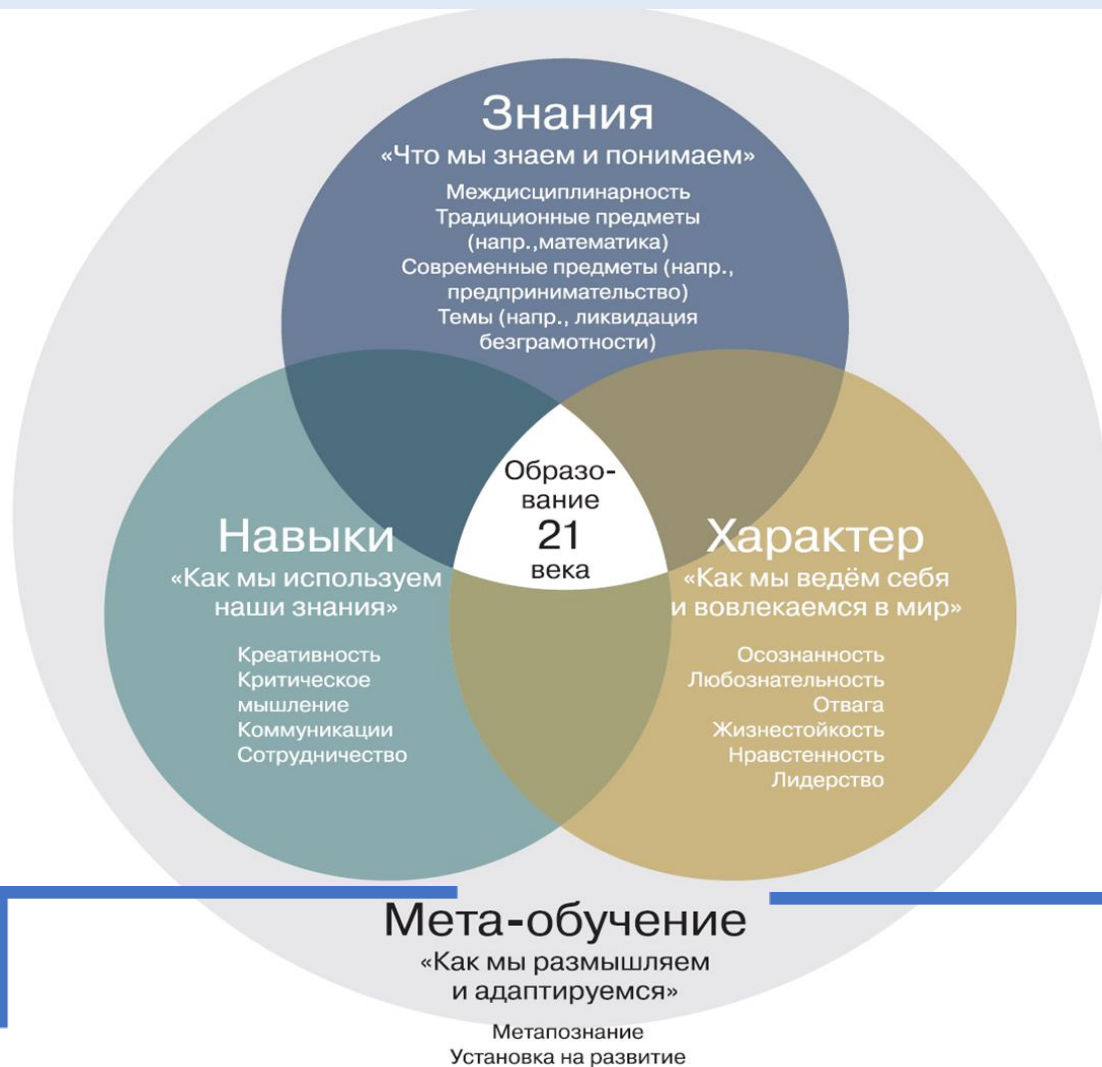 Знания
«Что мы знаем и понимаем»
Междисциплинарность
Традиционные предметы
(напр.,математика)
Современные предметы (напр.,
предпринимательство)
Темы (напр., ликвидация
безграмотности)
Образо-
вание
21
века
Навыки
«Как мы используем
наши знания»
Креативность
Критическое
мышление
Коммуникации
Сотрудничество
Характер
«Как мы ведём себя
и вовлекаемся в мир»
Осознанность
Любознательность
Отвага
Жизнестойкость
Нравстенность
Лидерство
Мета-обучение
«Как мы размышляем
и адаптируемся»
Метапознание
Установка на развитие